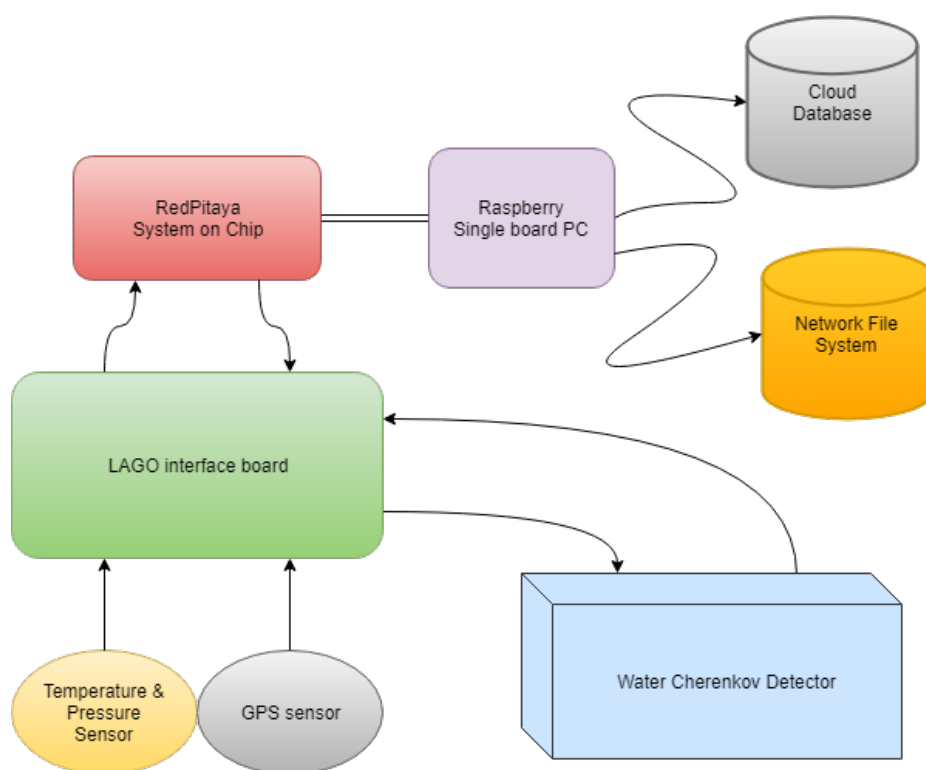 Cloud
Database
RedPitaya
System on Chip
Raspberry
Single board PC
Network File
System
LAGO interface board
Temperature &
Pressure
Sensor
GPS sensor
Water Cherenkov Detector